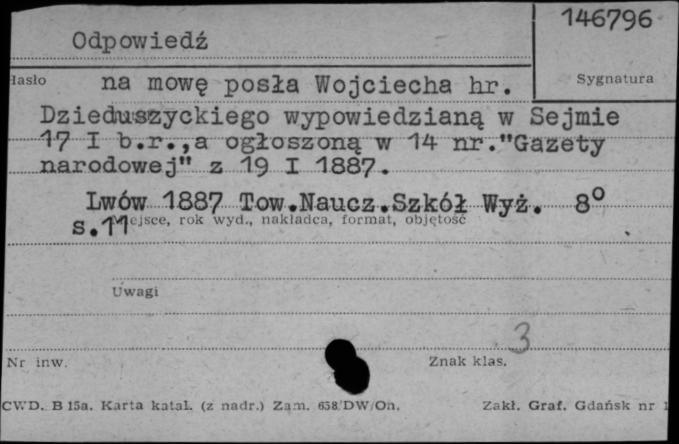 146796
Odpowiedź
Hasło
Sygnatura
na mowę posła Wojciecha hr.
Dzieduszyckiego wypowiedzianą w Sejmie
17 I b.r.,a ogłoszoną w 14 nr."Gazety
narodowej" z 19 I 1887.
Lwów 1887 Tow.Naucz.Szkół Wyż. 8°
s.11
Miejsce, rok wyd., nakładca, format, objętość
Uwagi
3
Nr inw.
Znak klas.
CWD. B 15a. Karta katal. (z nadr.) Zam. 658/DW/On.
Zakł. Graf. Gdańsk nr 1